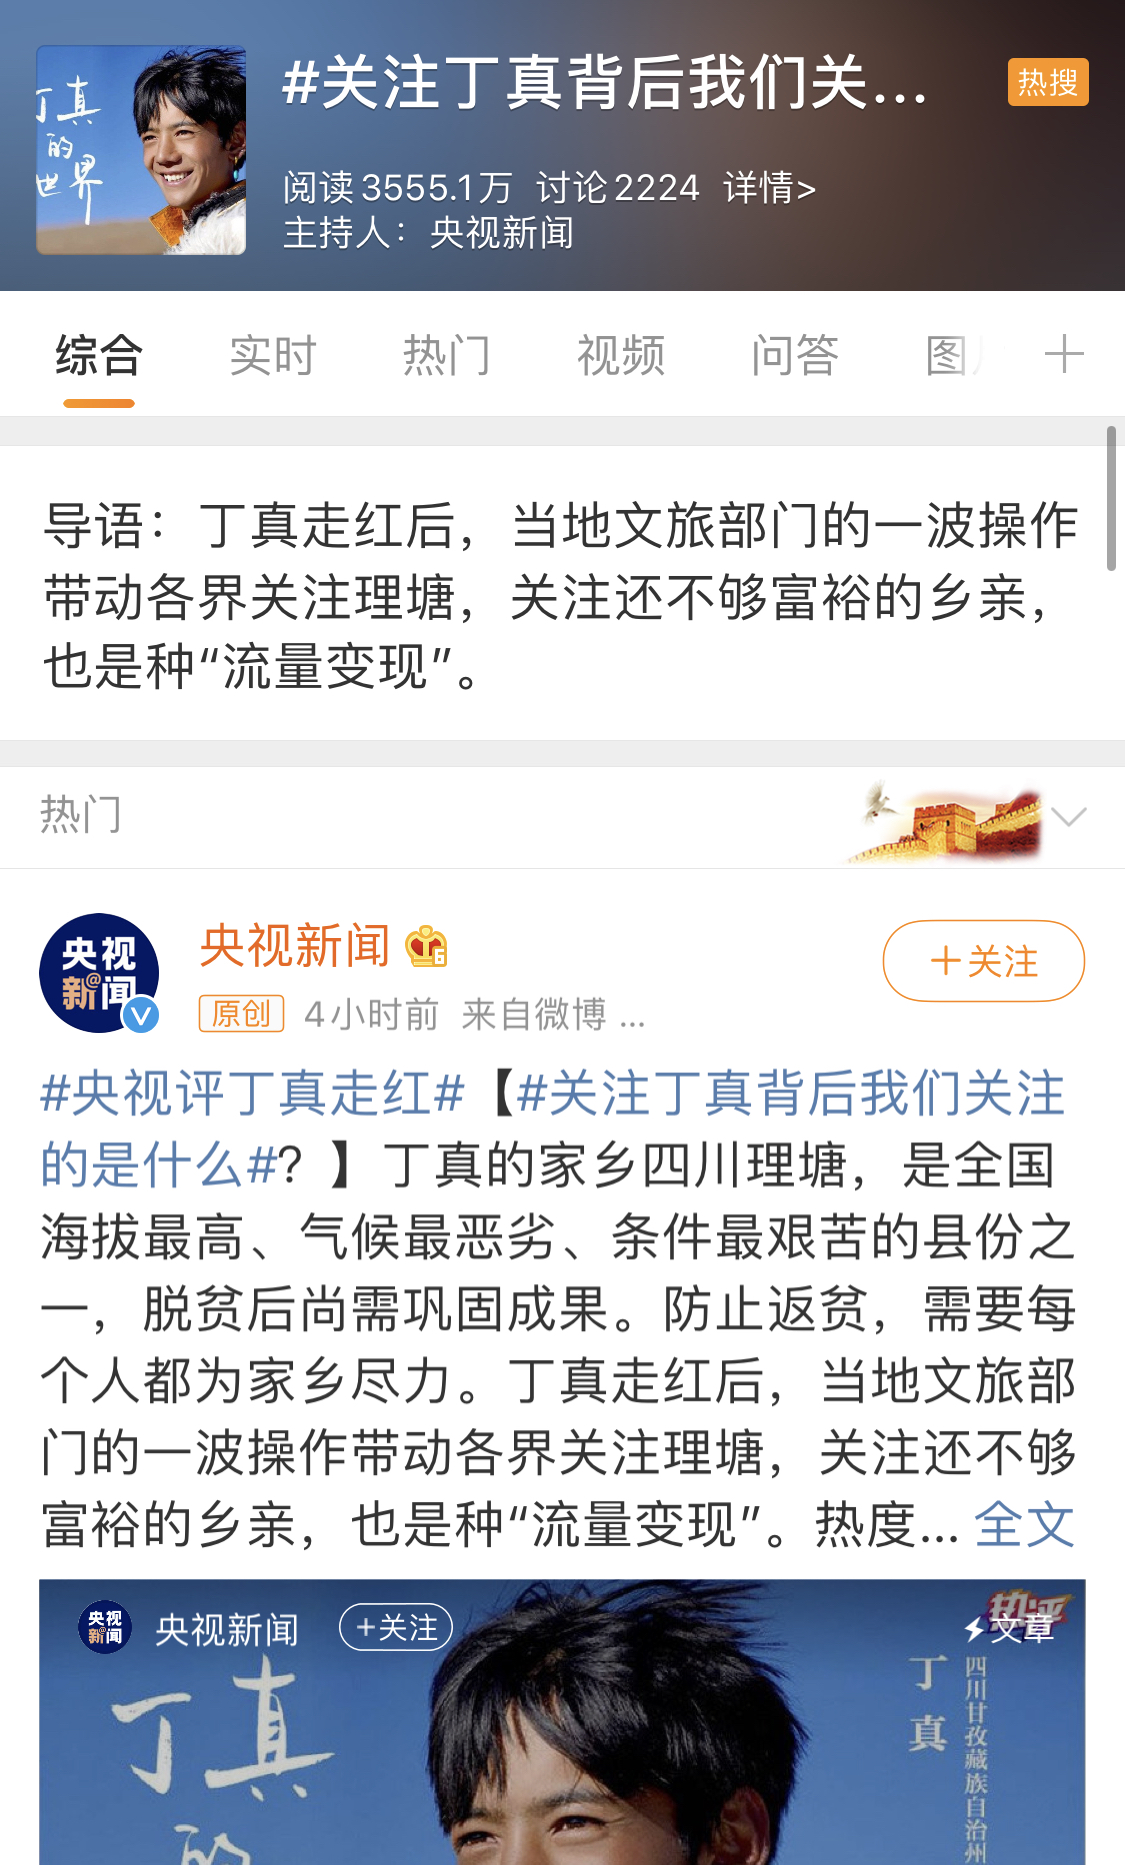 丁真
的
世界
#关注丁真背后我们关...
热搜
阅读3555.1万 讨论2224 详情>
主持人：央视新闻
综合 实时 热门 视频 问答 图
导语：丁真走红后，当地文旅部门的一波操作
带动各界关注理塘，关注还不够富裕的乡亲，
也是种“流量变现”。
热门
央视
新@闻
央视新闻
+关注
原创 4小时前 来自微博 ...
#央视评丁真走红#【#关注丁真背后我们关注
的是什么#？】丁真的家乡四川理塘，是全国
海拔最高、气候最恶劣、条件最艰苦的县份之
一，脱贫后尚需巩固成果。防止返贫，需要每
个人都为家乡尽力。丁真走红后，当地文旅部
门的一波操作带动各界关注理塘，关注还不够
富裕的乡亲，也是种“流量变现”。热度... 全文
央视
新@闻
央视新闻
+关注
热评
文章
丁真
的
丁真
四川甘孜藏族自治州